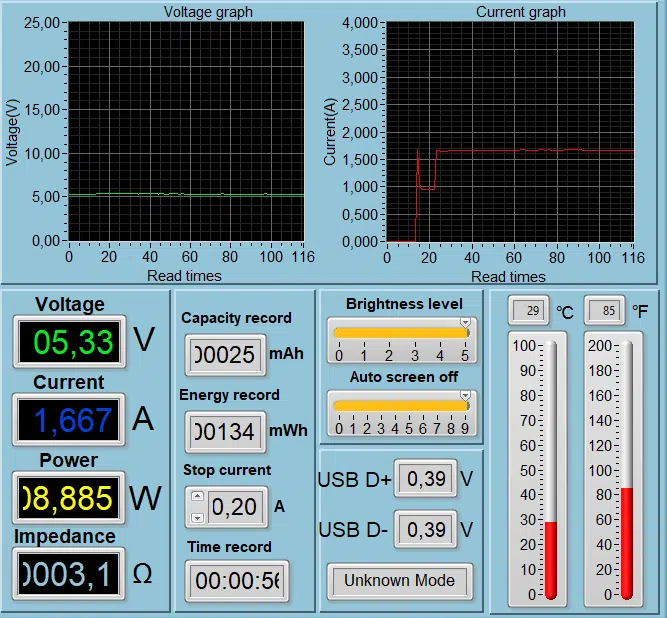 Voltage graph
Voltage(V)
25,00
20,00
15,00
10,00
5,00
0,00
0 20 40 60 80 100 116
Read times
Current graph
Current(A)
4,000
3,500
3,000
2,500
2,000
1,500
1,000
0,500
0,000
0 20 40 60 80 100 116
Read times
Voltage
05,33 V
Current
1,667 A
Power
08,885 W
Impedance
0003,1 Ω
Capacity record
00025 mAh
Energy record
00134 mWh
Stop current
0,20 A
Time record
00:00:56
Brightness level
0 1 2 3 4 5
Auto screen off
0 1 2 3 4 5 6 7 8 9
USB D+ 0,39 V
USB D- 0,39 V
Unknown Mode
29 °C
100
90
80
70
60
50
40
30
20
10
0
85 °F
200
180
160
140
120
100
80
60
40
20
0